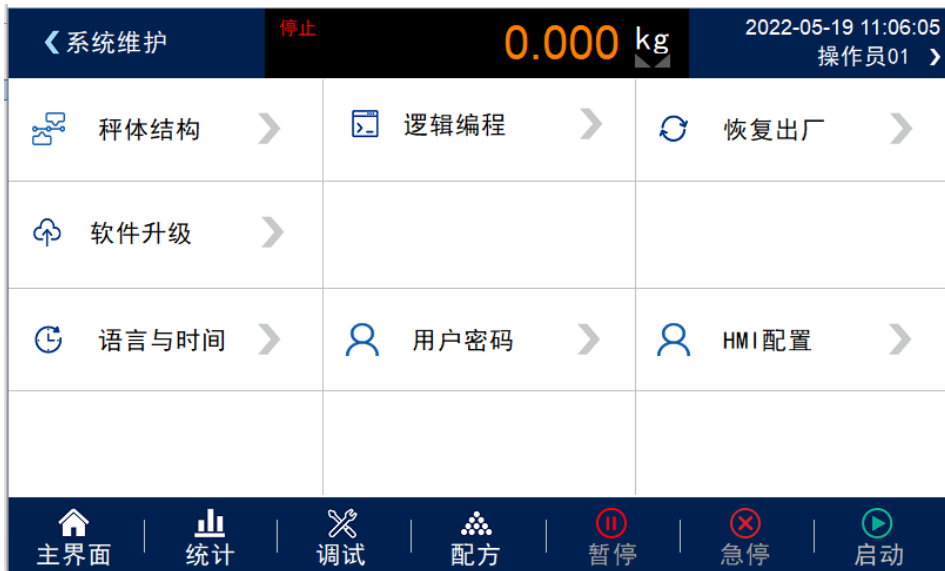 系统维护
停止
0.000 kg
2022-05-19 11:06:05
操作员01
秤体结构
逻辑编程
恢复出厂
软件升级
语言与时间
用户密码
HMI配置
主界面
统计
调试
配方
暂停
急停
启动